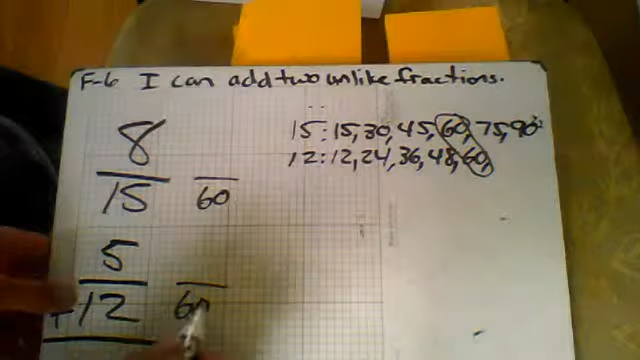 F-6 I can add two unlike fractions.
15: 15, 30, 45, 60, 75, 90
12: 12, 24, 36, 48, 60,
8
15
60
5
+12
60